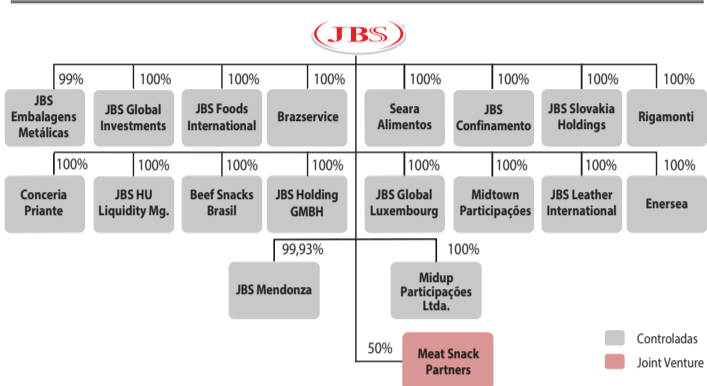 JBS
99%
100%
100%
100%
100%
100%
100%
100%
JBS
Embalagens
Metálicas
JBS Global
Investments
JBS Foods
International
Brazservice
Seara
Alimentos
JBS
Confinamento
JBS Slovakia
Holdings
Rigamonti
100%
100%
100%
100%
100%
100%
100%
100%
Conceria
Priante
JBS HU
Liquidity Mg.
Beef Snacks
Brasil
JBS Holding
GMBH
JBS Global
Luxembourg
Midtown
Participações
JBS Leather
International
Enersea
99,93%
100%
JBS Mendonza
Midup
Participações
Ltda.
50%
Meat Snack
Partners
Controladas
Joint Venture